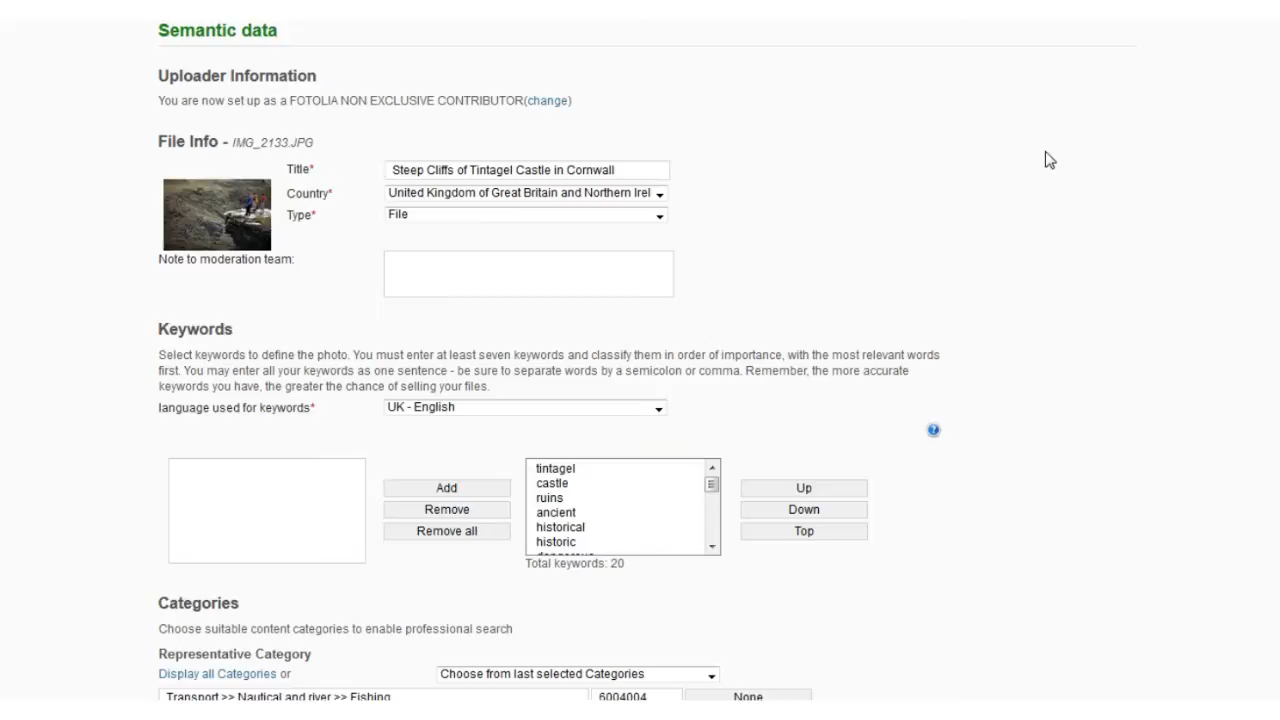 Semantic data
Uploader Information
You are now set up as a FOTOLIA NON EXCLUSIVE CONTRIBUTOR(change)
File Info - IMG_2133.JPG
Title* Steep Cliffs of Tintagel Castle in Cornwall
Country* United Kingdom of Great Britain and Northern Irel
Type* File
Note to moderation team:
Keywords
Select keywords to define the photo. You must enter at least seven keywords and classify them in order of importance, with the most relevant words
first. You may enter all your keywords as one sentence - be sure to separate words by a semicolon or comma. Remember, the more accurate
keywords you have, the greater the chance of selling your files.
language used for keywords* UK - English
?
tintagel
castle
ruins
ancient
historical
historic
dangerous
Add
Remove
Remove all
Up
Down
Top
Total keywords: 20
Categories
Choose suitable content categories to enable professional search
Representative Category
Display all Categories or Choose from last selected Categories
Transport >> Nautical and river >> Fishing 6004004 None